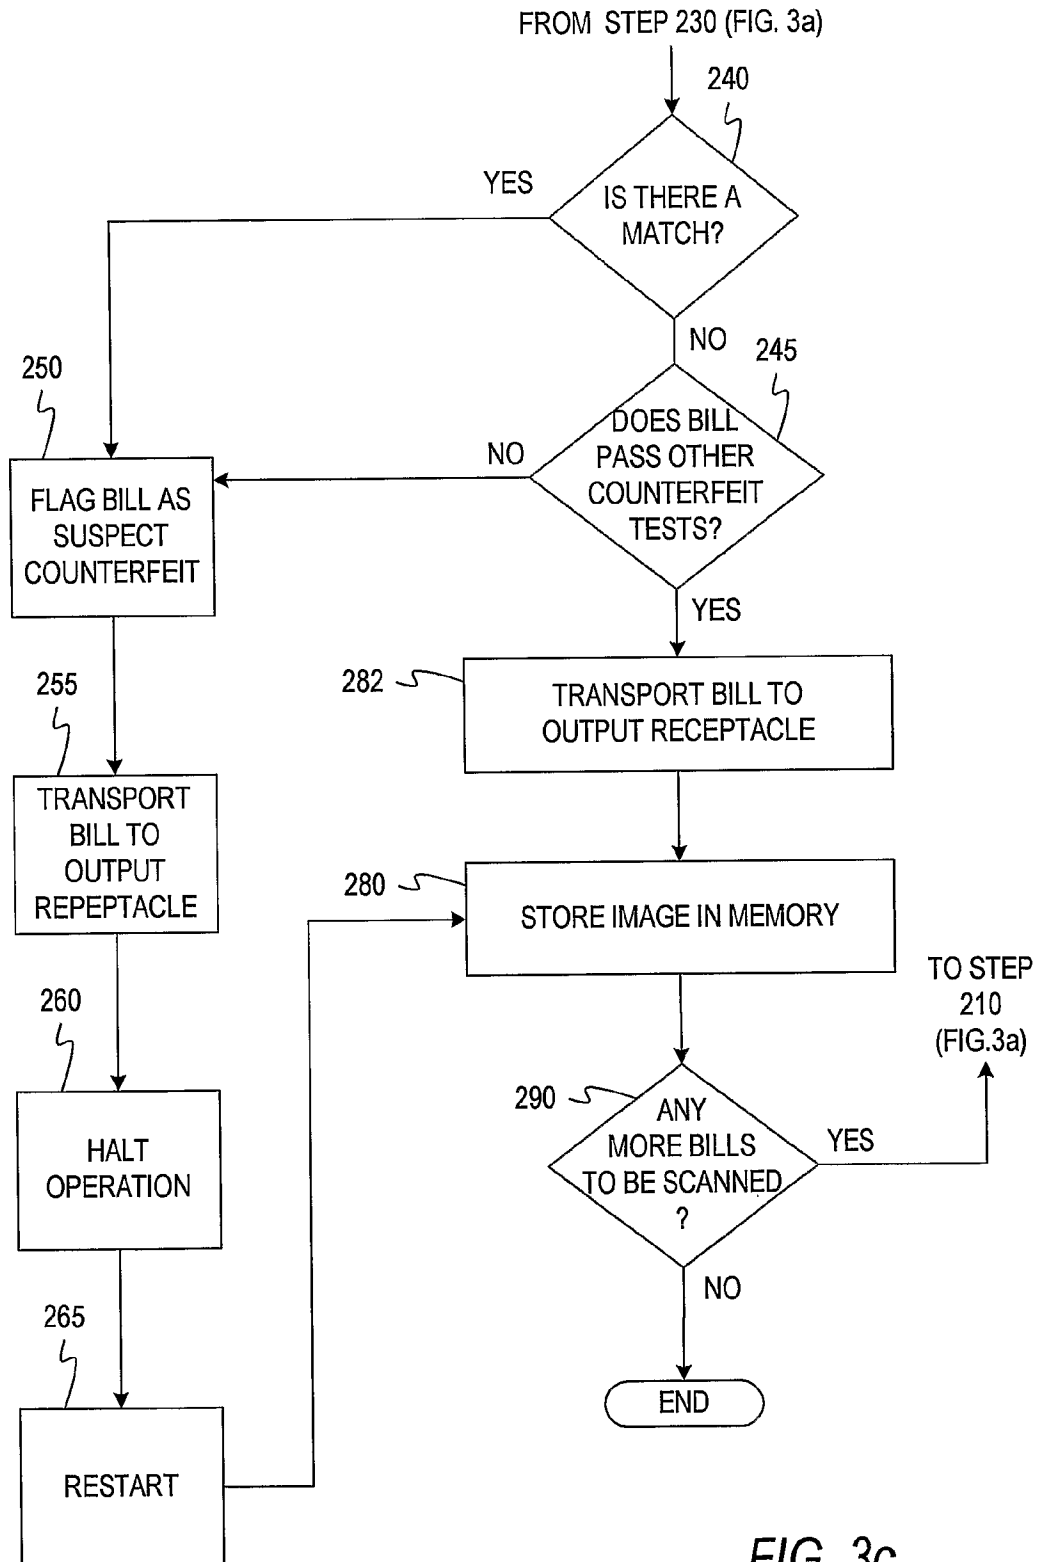 FROM STEP 230 (FIG. 3a)
240
YES
IS THERE A
MATCH?
NO
245
250
DOES BILL
PASS OTHER
COUNTERFEIT
TESTS?
NO
FLAG BILL AS
SUSPECT
COUNTERFEIT
YES
255
282
TRANSPORT BILL TO
OUTPUT RECEPTACLE
TRANSPORT
BILL TO
OUTPUT
REPEPTACLE
280
STORE IMAGE IN MEMORY
TO STEP
210
(FIG.3a)
260
290
ANY
MORE BILLS
TO BE SCANNED
?
YES
HALT
OPERATION
NO
265
END
RESTART
FIG. 3c